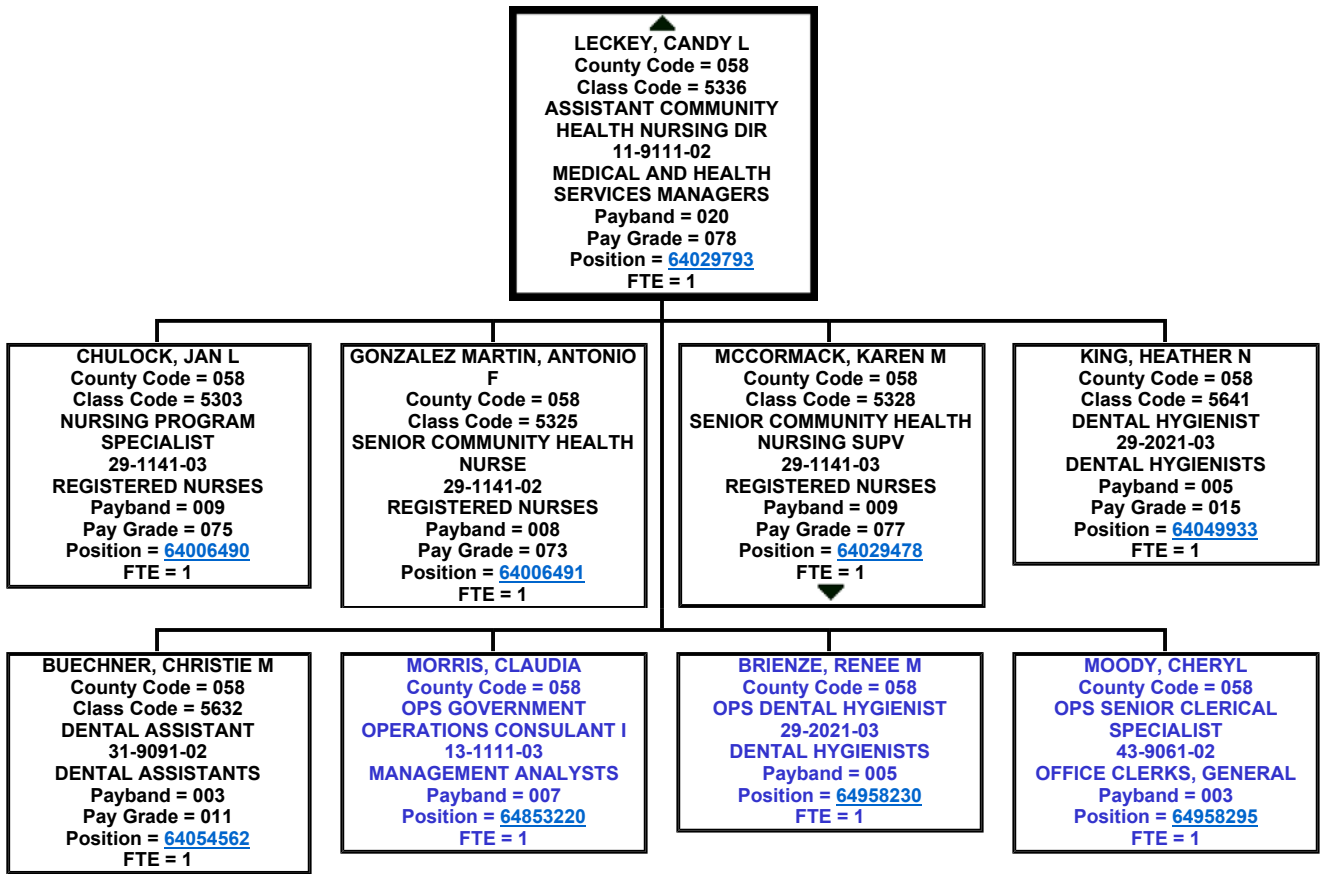 LECKEY, CANDY L
County Code = 058
Class Code = 5336
ASSISTANT COMMUNITY
HEALTH NURSING DIR
11-9111-02
MEDICAL AND HEALTH
SERVICES MANAGERS
Payband = 020
Pay Grade = 078
Position = 64029793
FTE = 1
CHULOCK, JAN L
County Code = 058
Class Code = 5303
NURSING PROGRAM
SPECIALIST
29-1141-03
REGISTERED NURSES
Payband = 009
Pay Grade = 075
Position = 64006490
FTE = 1
GONZALEZ MARTIN, ANTONIO
F
County Code = 058
Class Code = 5325
SENIOR COMMUNITY HEALTH
NURSE
29-1141-02
REGISTERED NURSES
Payband = 008
Pay Grade = 073
Position = 64006491
FTE = 1
MCCORMACK, KAREN M
County Code = 058
Class Code = 5328
SENIOR COMMUNITY HEALTH
NURSING SUPV
29-1141-03
REGISTERED NURSES
Payband = 009
Pay Grade = 077
Position = 64029478
FTE = 1
KING, HEATHER N
County Code = 058
Class Code = 5641
DENTAL HYGIENIST
29-2021-03
DENTAL HYGIENISTS
Payband = 005
Pay Grade = 015
Position = 64049933
FTE = 1
BUECHNER, CHRISTIE M
County Code = 058
Class Code = 5632
DENTAL ASSISTANT
31-9091-02
DENTAL ASSISTANTS
Payband = 003
Pay Grade = 011
Position = 64054562
FTE = 1
MORRIS, CLAUDIA
County Code = 058
OPS GOVERNMENT
OPERATIONS CONSULANT I
13-1111-03
MANAGEMENT ANALYSTS
Payband = 007
Position = 64853220
FTE = 1
BRIENZE, RENEE M
County Code = 058
OPS DENTAL HYGIENIST
29-2021-03
DENTAL HYGIENISTS
Payband = 005
Position = 64958230
FTE = 1
MOODY, CHERYL
County Code = 058
OPS SENIOR CLERICAL
SPECIALIST
43-9061-02
OFFICE CLERKS, GENERAL
Payband = 003
Position = 64958295
FTE = 1